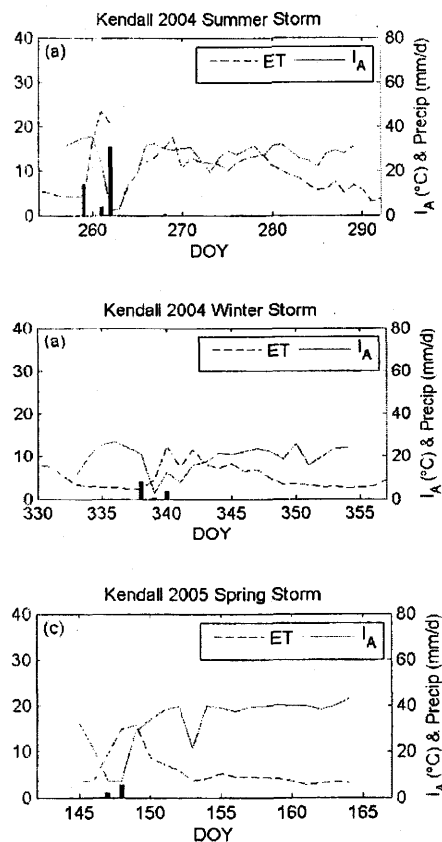 Kendall 2004 Summer Storm
(a)
ET I_A
40
30
20
10
0
80
60
40
20
0
260 270 280 290
DOY
I_A (°C) & Precip (mm/d)
Kendall 2004 Winter Storm
(a)
ET I_A
40
30
20
10
0
80
60
40
20
0
330 335 340 345 350 355
DOY
I_A (°C) & Precip (mm/d)
Kendall 2005 Spring Storm
(c)
ET I_A
40
30
20
10
0
80
60
40
20
0
145 150 155 160 165
DOY
I_A (°C) & Precip (mm/d)